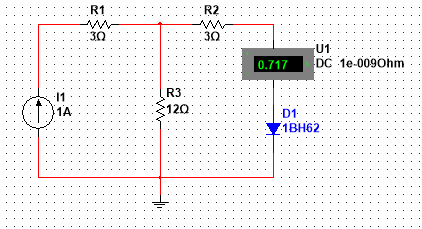 R1
3Ω
R2
3Ω
U1
0.717
DC 1e-009Ohm
R3
12Ω
I1
1A
D1
1BH62